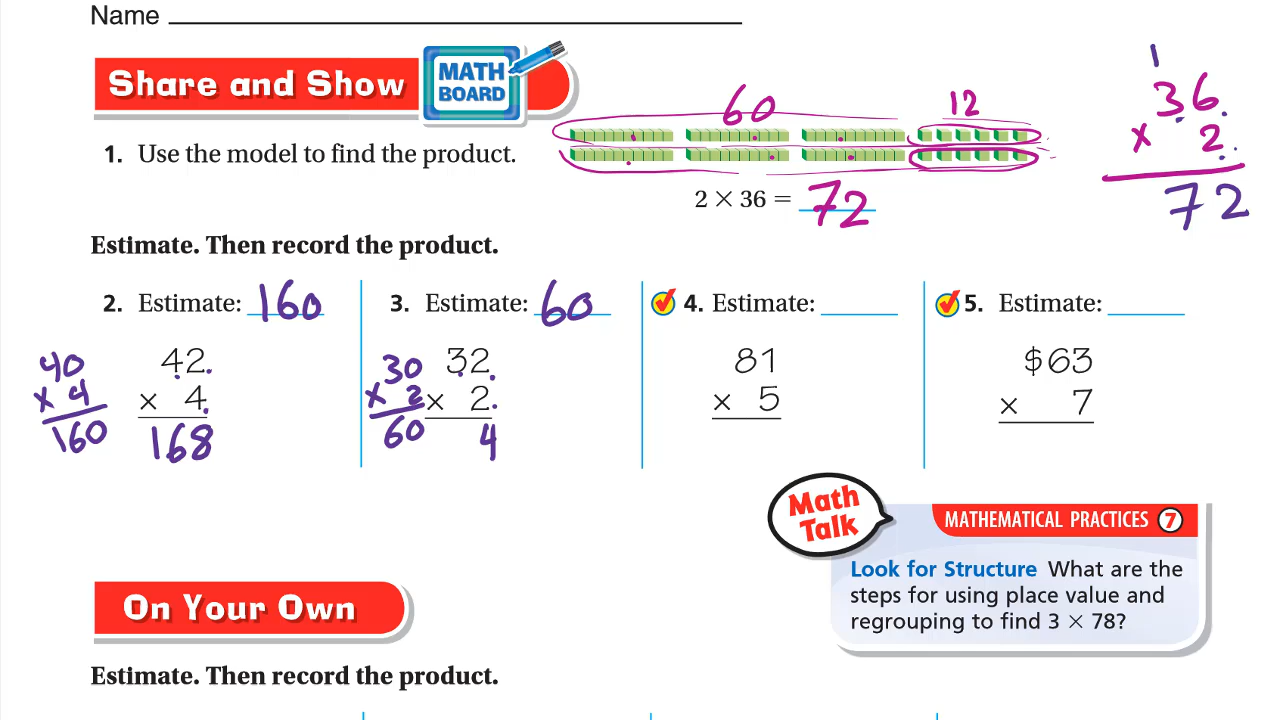 Name
Share and Show
MATH BOARD
60
12
1. Use the model to find the product.
2 × 36 = 72
1
36
× 2
72
Estimate. Then record the product.
2. Estimate: 160
40
× 4
160
42
× 4
168
3. Estimate: 60
30
× 2
60
32
× 2
4
4. Estimate:
81
× 5
5. Estimate:
$63
× 7
Math Talk
MATHEMATICAL PRACTICES 7
Look for Structure What are the
steps for using place value and
regrouping to find 3 × 78?
On Your Own
Estimate. Then record the product.